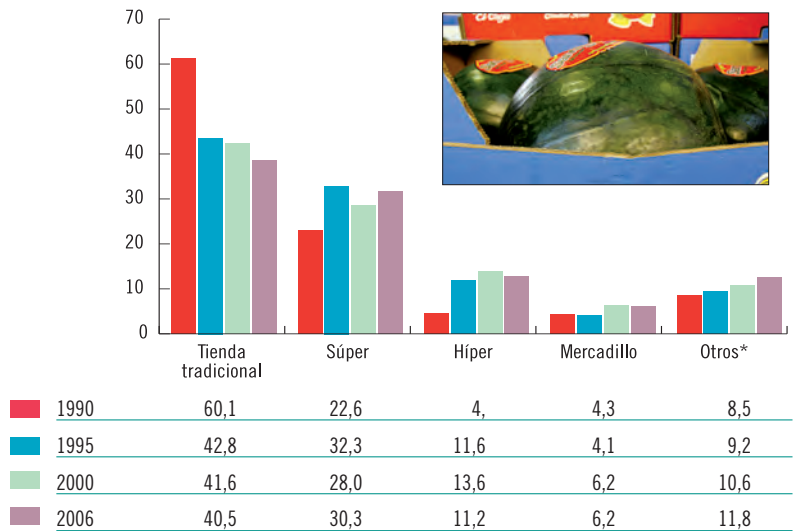 70
60
50
40
30
20
10
0
Tienda tradicional
Súper
Híper
Mercadillo
Otros*
1990 60,1 22,6 4, 4,3 8,5
1995 42,8 32,3 11,6 4,1 9,2
2000 41,6 28,0 13,6 6,2 10,6
2006 40,5 30,3 11,2 6,2 11,8